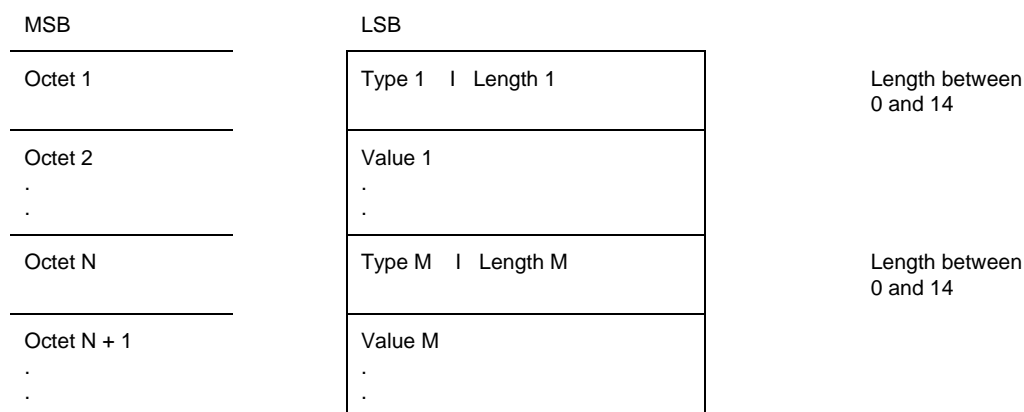 MSB LSB
Octet 1 Type 1 I Length 1 Length between
0 and 14
Octet 2 Value 1
. .
. .
Octet N Type M I Length M Length between
0 and 14
Octet N + 1 Value M
. .
. .